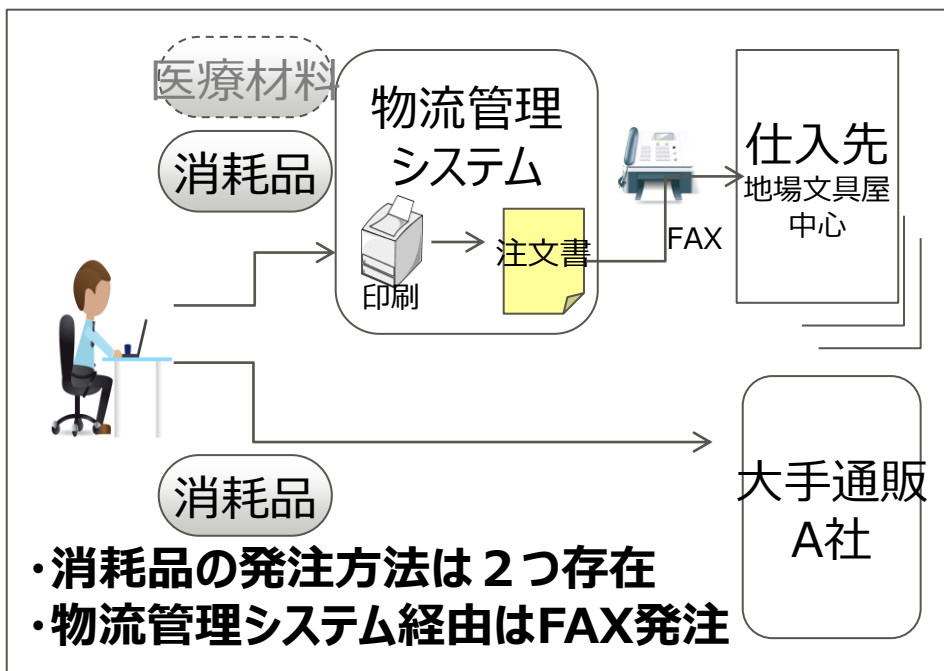 医療材料
消耗品
物流管理
システム
印刷
注文書
FAX
仕入先
地場文具屋
中心
消耗品
大手通販
A社
・消耗品の発注方法は２つ存在
・物流管理システム経由はFAX発注